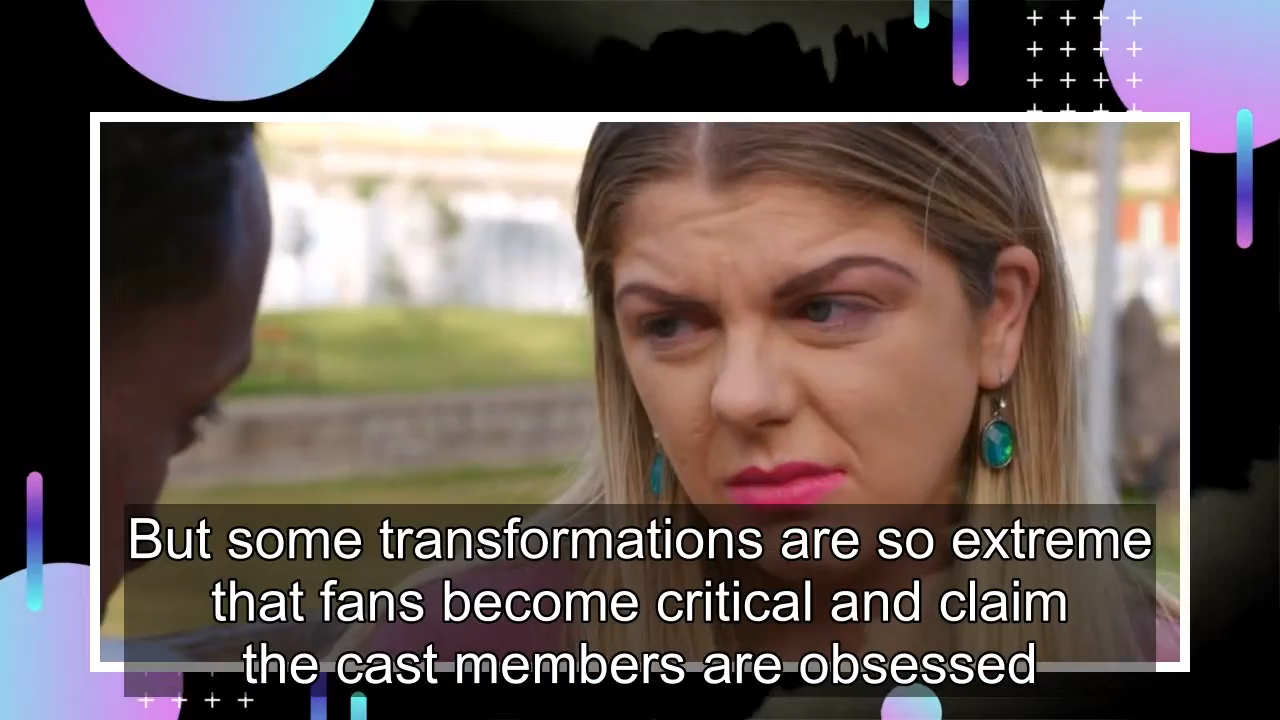 But some transformations are so extreme
that fans become critical and claim
the cast members are obsessed